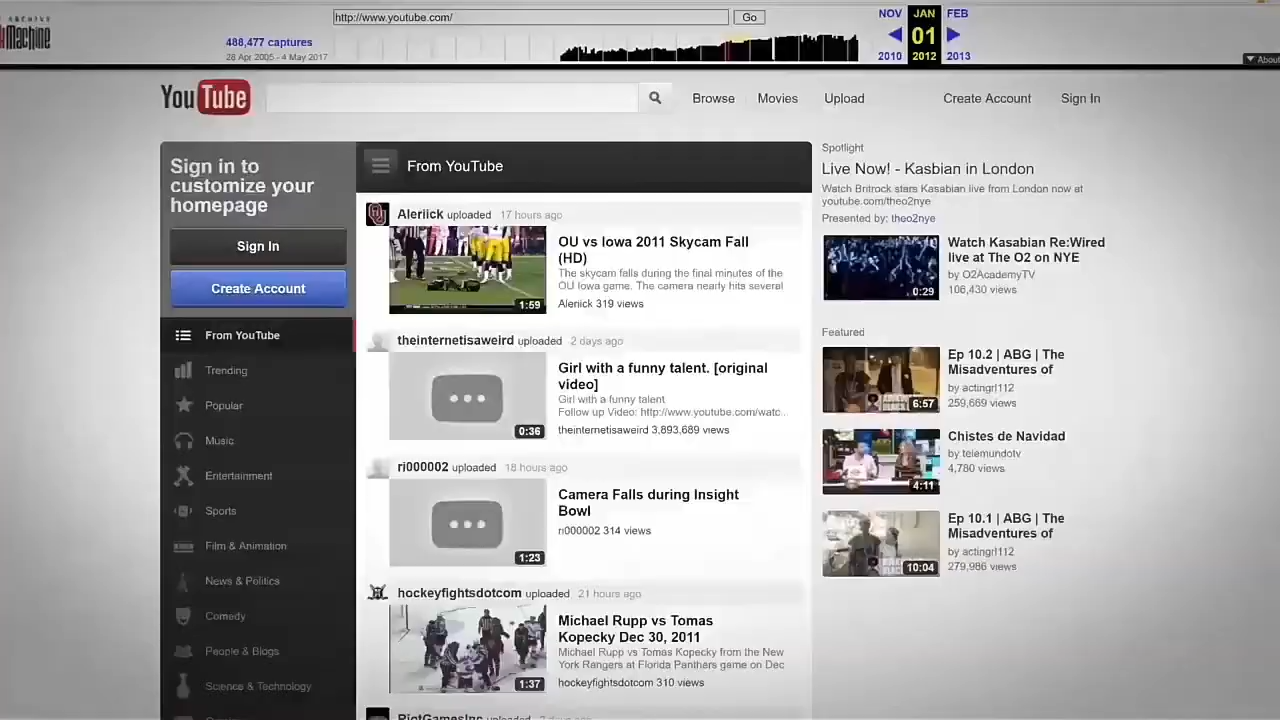 ARCHIVE
kMachine
http://www.youtube.com/
Go
488,477 captures
28 Apr 2005 - 4 May 2017
NOV JAN FEB
01
2010 2012 2013
About
YouTube
Browse Movies Upload Create Account Sign In
Sign in to
customize your
homepage
Sign In
Create Account
From YouTube
Trending
Popular
Music
Entertainment
Sports
Film & Animation
News & Politics
Comedy
People & Blogs
Science & Technology
From YouTube
Aleriick uploaded 17 hours ago
1:59
OU vs Iowa 2011 Skycam Fall
(HD)
The skycam falls during the final minutes of the
OU Iowa game. The camera nearly hits several
Aleriick 319 views
theinternetisaweird uploaded 2 days ago
0:36
Girl with a funny talent. [original
video]
Girl with a funny talent
Follow up Video: http://www.youtube.com/watc...
theinternetisaweird 3,893,689 views
ri000002 uploaded 18 hours ago
1:23
Camera Falls during Insight
Bowl
ri000002 314 views
hockeyfightsdotcom uploaded 21 hours ago
1:37
Michael Rupp vs Tomas
Kopecky Dec 30, 2011
Michael Rupp vs Tomas Kopecky from the New
York Rangers at Florida Panthers game on Dec
hockeyfightsdotcom 310 views
RiotGamesInc uploaded 2 days ago
Spotlight
Live Now! - Kasbian in London
Watch Britrock stars Kasabian live from London now at
youtube.com/theo2nye
Presented by: theo2nye
0:29
Watch Kasabian Re:Wired
live at The O2 on NYE
by O2AcademyTV
106,430 views
Featured
6:57
Ep 10.2 | ABG | The
Misadventures of
by actingrl112
259,669 views
4:11
Chistes de Navidad
by telemundotv
4,780 views
10:04
Ep 10.1 | ABG | The
Misadventures of
by actingrl112
279,986 views